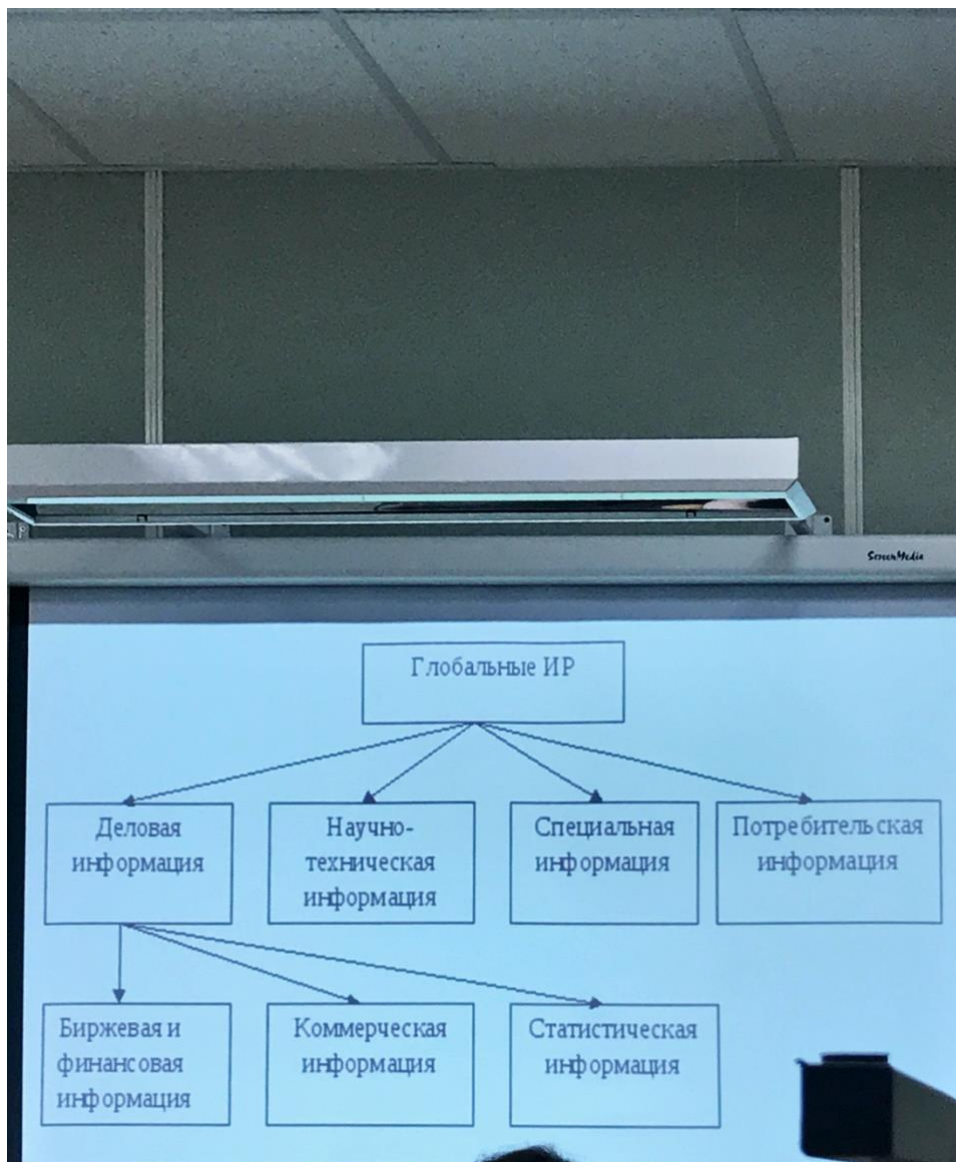 ScreenMedia
Глобальные ИР
Деловая
информация
Научно-
техническая
информация
Специальная
информация
Потребительская
информация
Биржевая и
финансовая
информация
Коммерческая
информация
Статистическая
информация